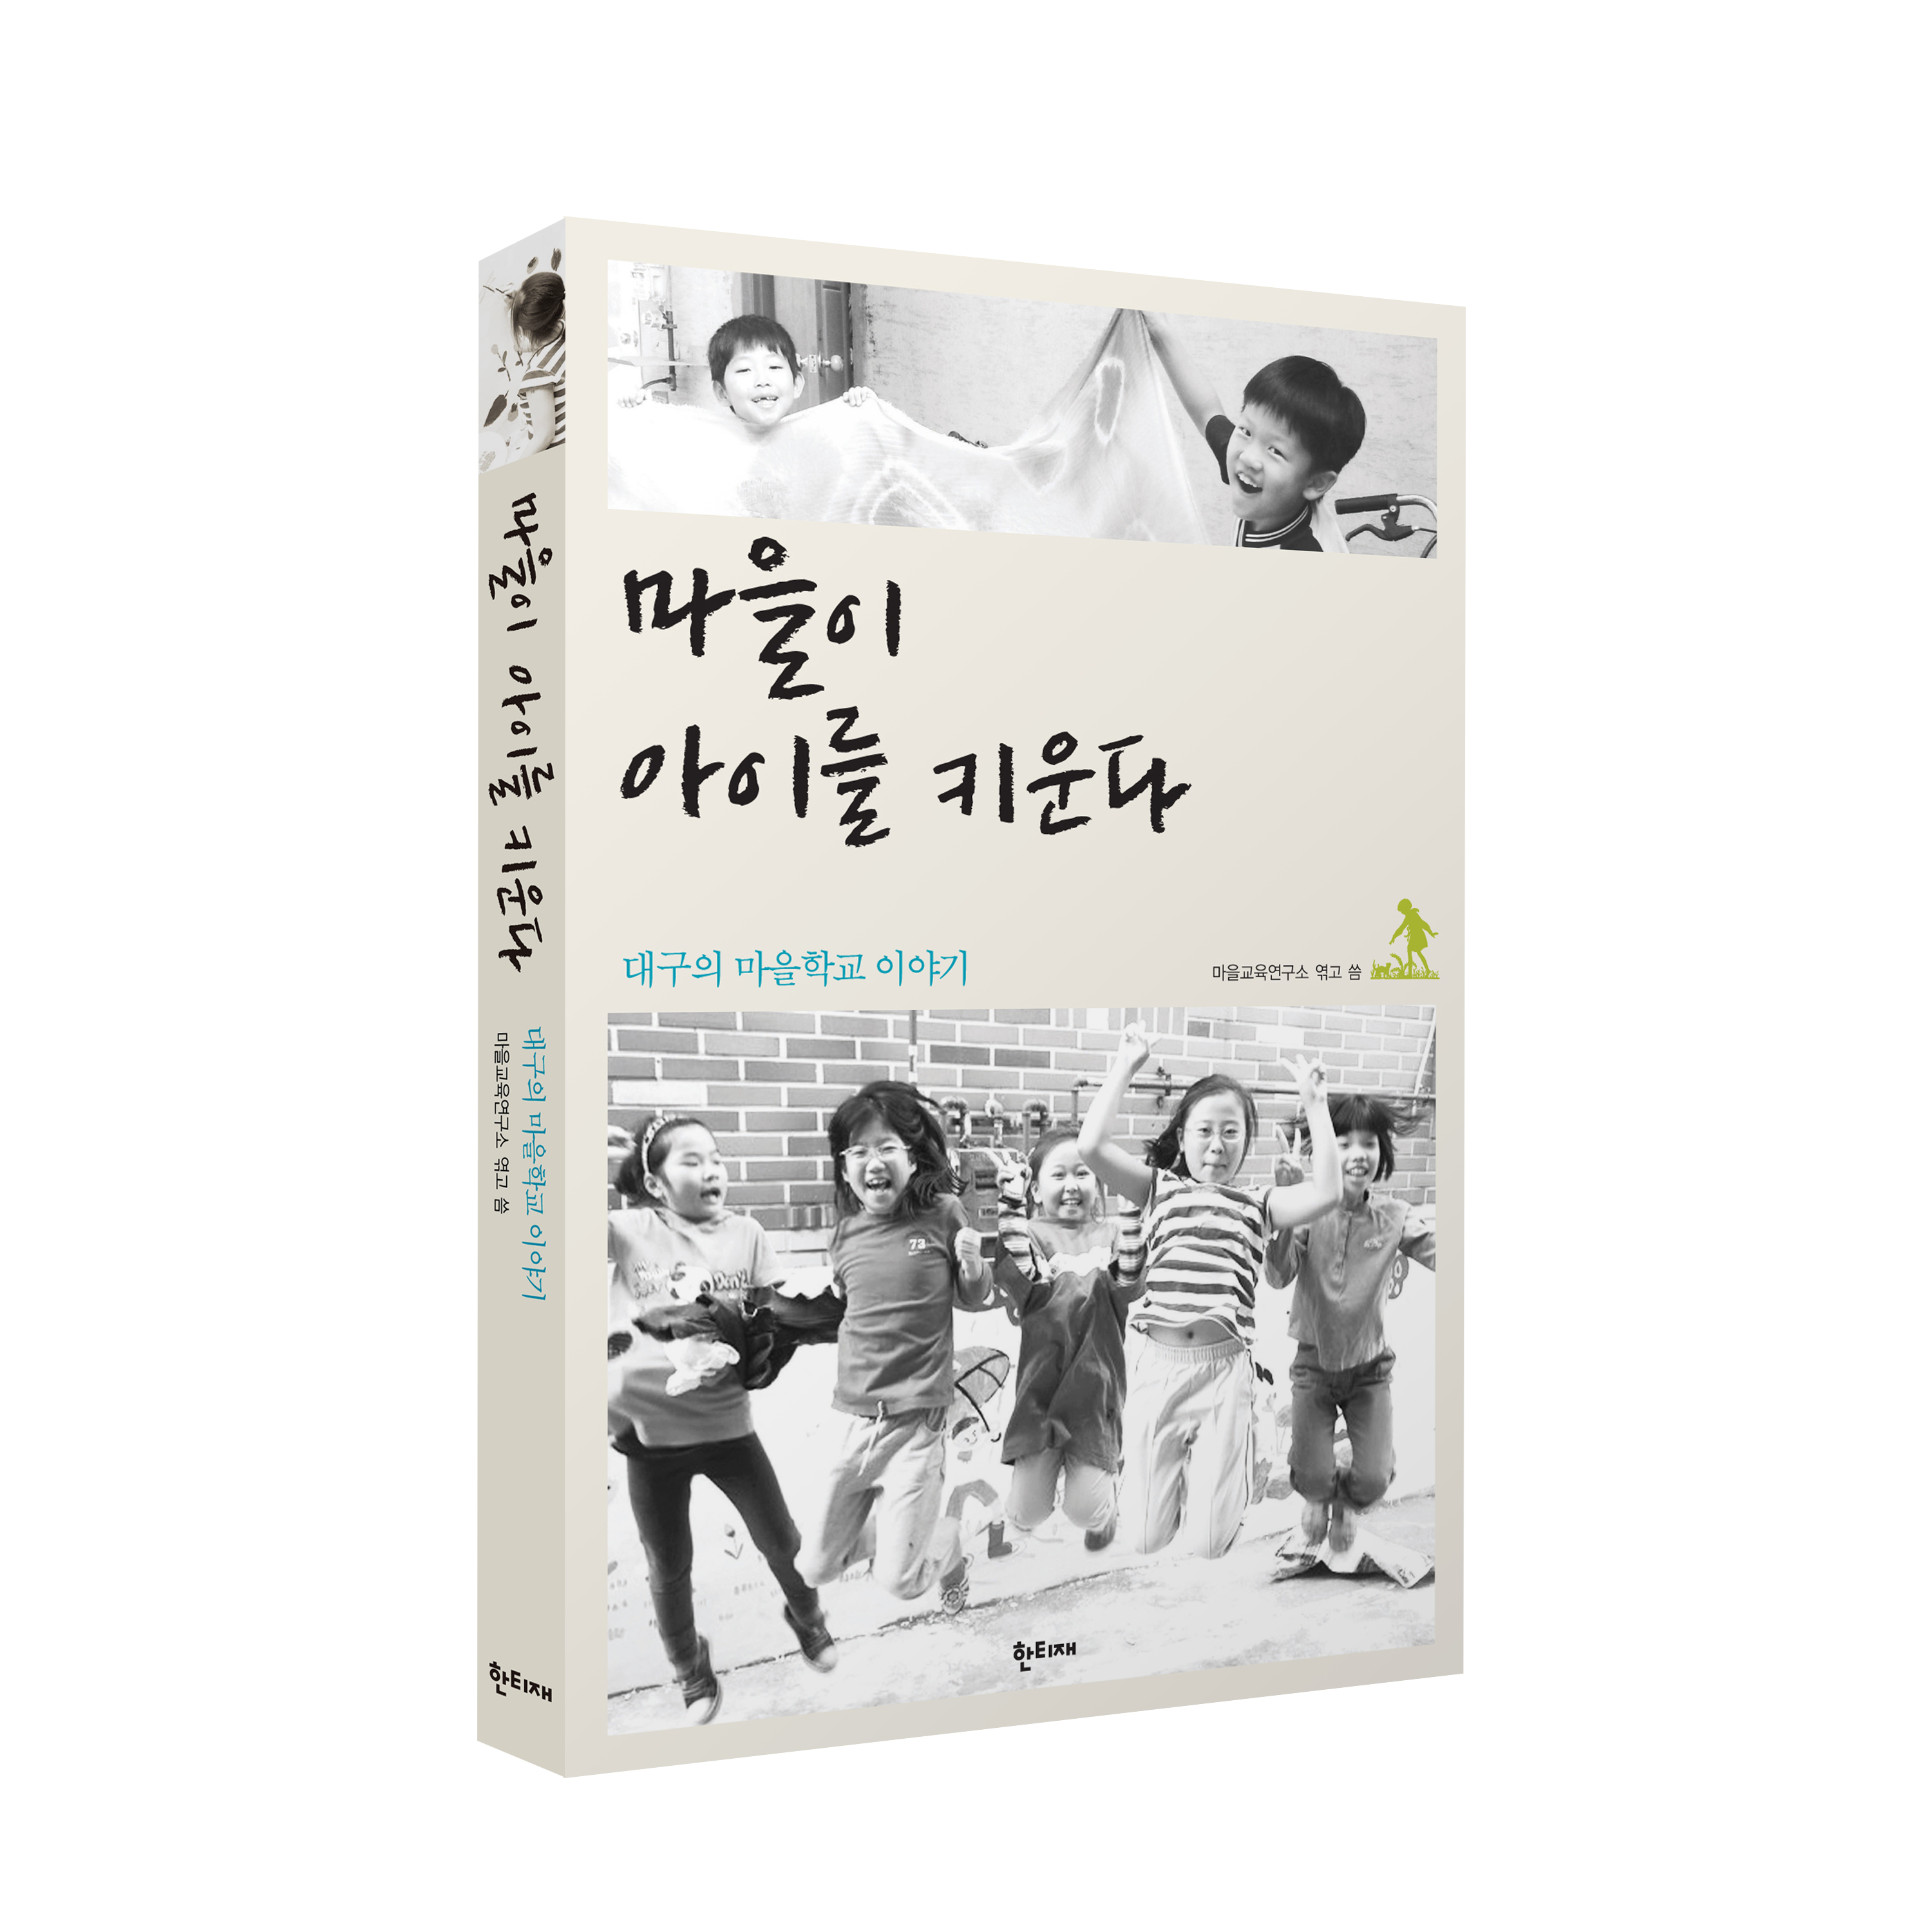 마을이 아이를 키운다
대구의 마을학교 이야기
마을교육연구소 엮고 씀
한티재
마을이
아이를 키운다
대구의 마을학교 이야기
마을교육연구소 엮고 씀
73
한티재